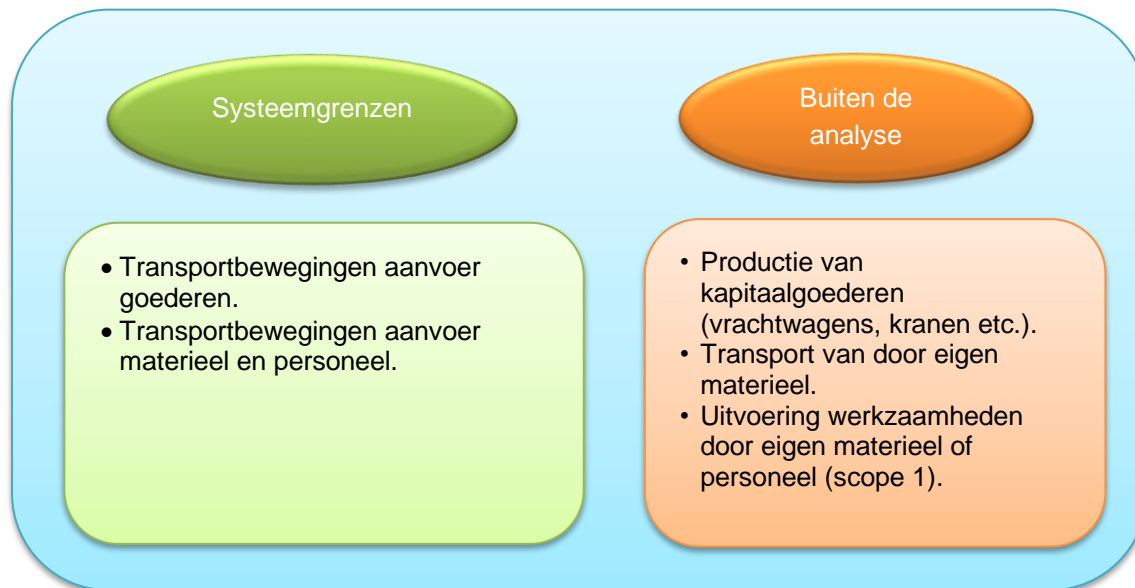 Systeemgrenzen
• Transportbewegingen aanvoer
goederen.
• Transportbewegingen aanvoer
materieel en personeel.
Buiten de
analyse
• Productie van
kapitaalgoederen
(vrachtwagens, kranen etc.).
• Transport van door eigen
materieel.
• Uitvoering werkzaamheden
door eigen materieel of
personeel (scope 1).